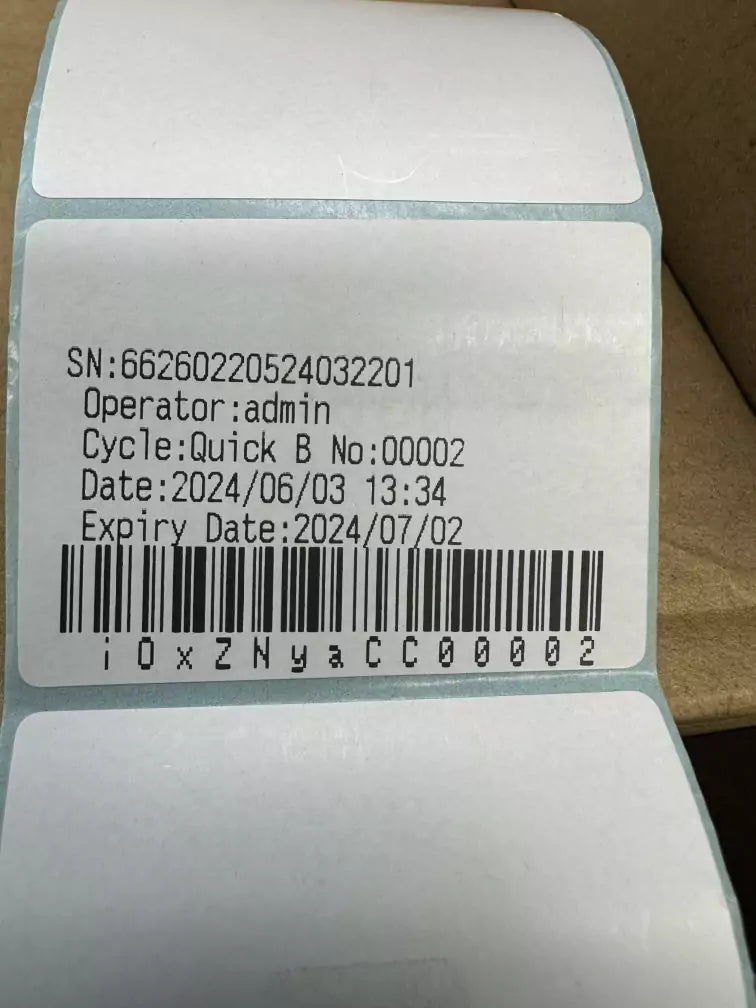 SN:66260220524032201
Operator:admin
Cycle:Quick B No:00002
Date:2024/06/03 13:34
Expiry Date:2024/07/02
iOxZNyaCC00002